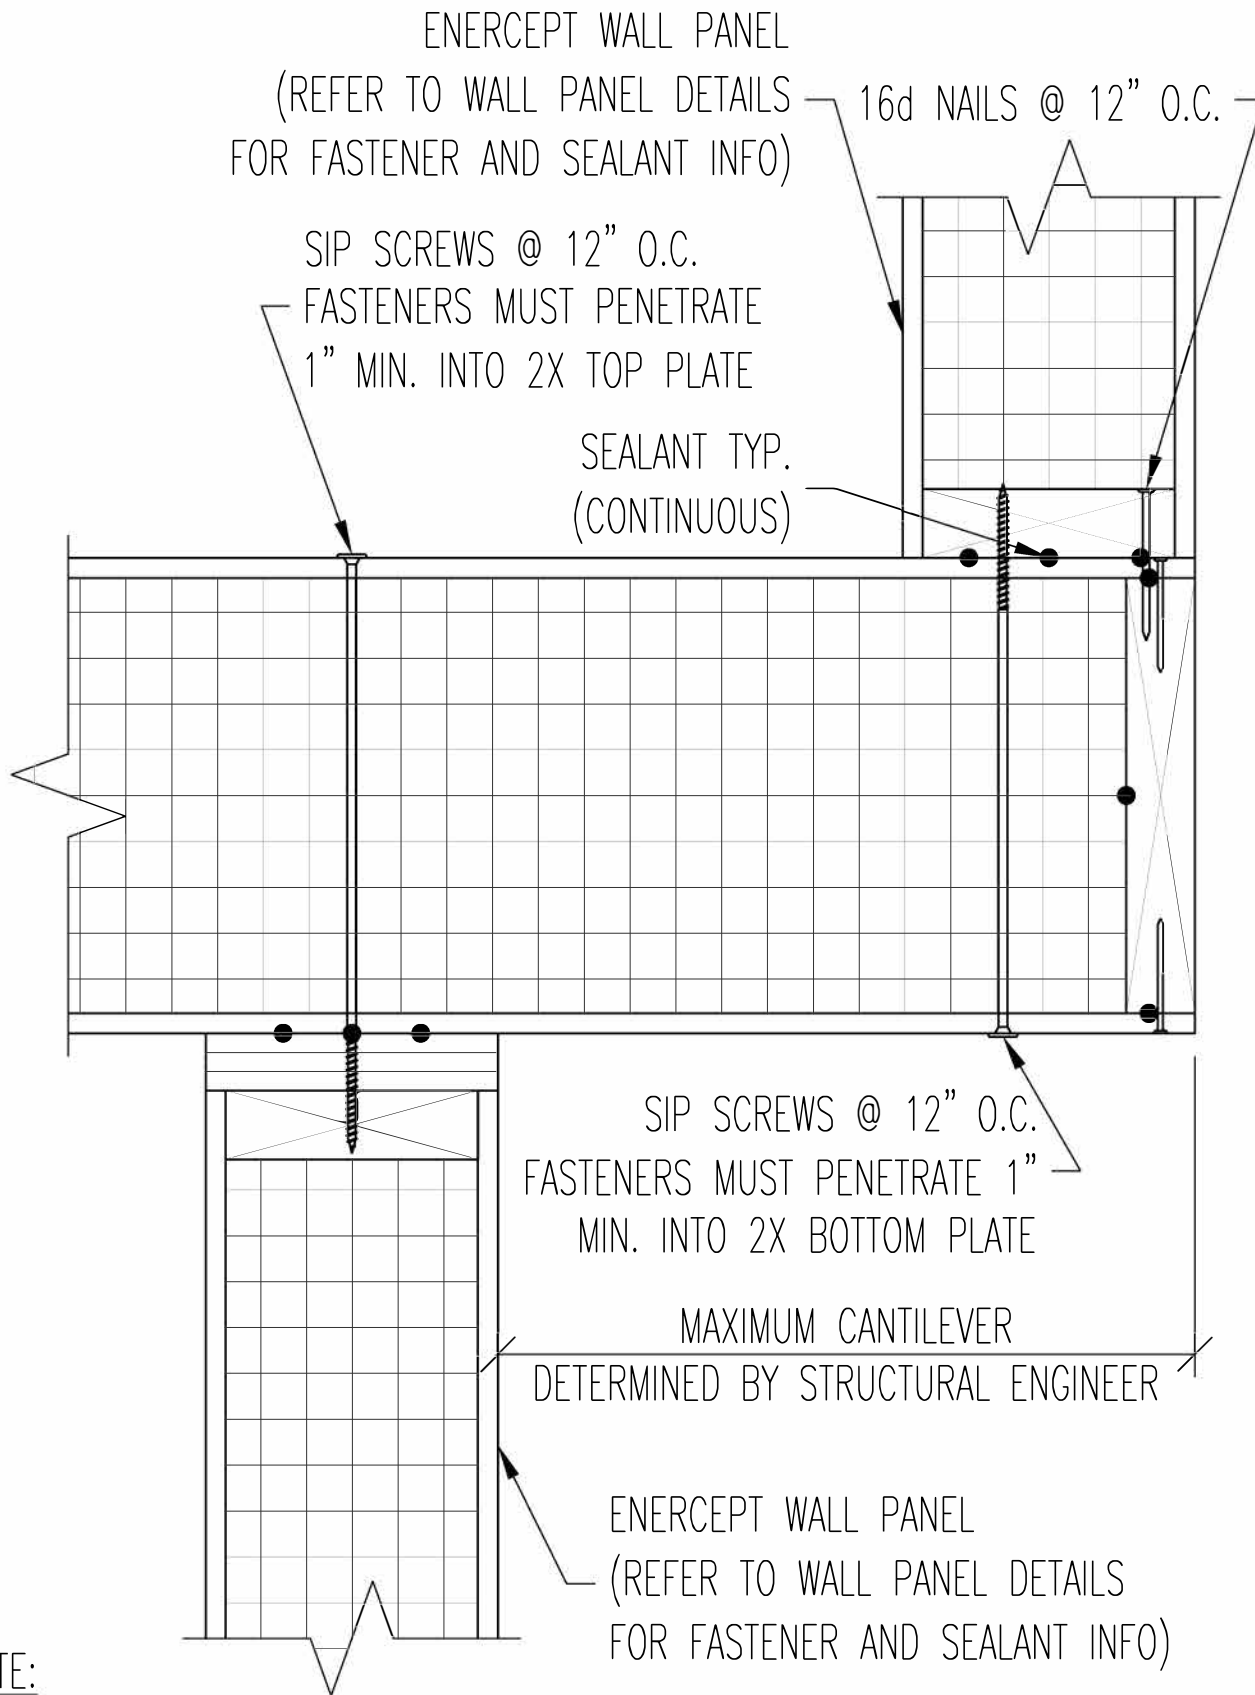 ENERCEPT WALL PANEL
(REFER TO WALL PANEL DETAILS
FOR FASTENER AND SEALANT INFO)
16d NAILS @ 12” O.C.
SIP SCREWS @ 12” O.C.
FASTENERS MUST PENETRATE
1” MIN. INTO 2X TOP PLATE
SEALANT TYP.
(CONTINUOUS)
SIP SCREWS @ 12” O.C.
FASTENERS MUST PENETRATE 1”
MIN. INTO 2X BOTTOM PLATE
MAXIMUM CANTILEVER
DETERMINED BY STRUCTURAL ENGINEER
ENERCEPT WALL PANEL
(REFER TO WALL PANEL DETAILS
FOR FASTENER AND SEALANT INFO)
TE: